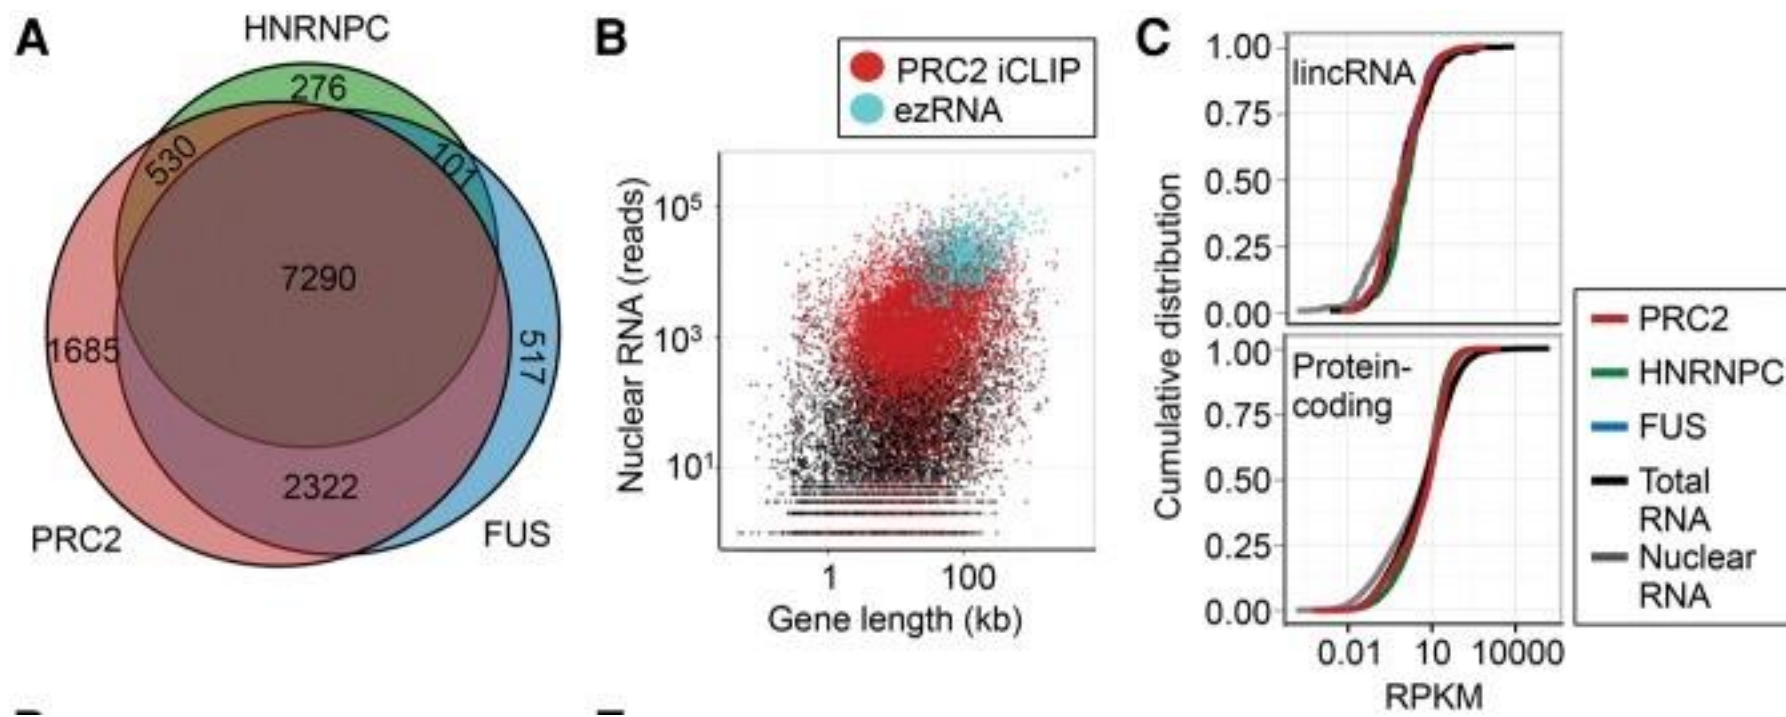 A
HNRNPC
276
530
101
7290
1685
517
2322
PRC2
FUS
B
PRC2 iCLIP
ezRNA
Nuclear RNA (reads)
10⁵
10³
10¹
1 100
Gene length (kb)
C
Cumulative distribution
lincRNA
1.00
0.75
0.50
0.25
0.00
Protein-
coding
1.00
0.75
0.50
0.25
0.00
0.01 10 10000
RPKM
PRC2
HNRNPC
FUS
Total
RNA
Nuclear
RNA